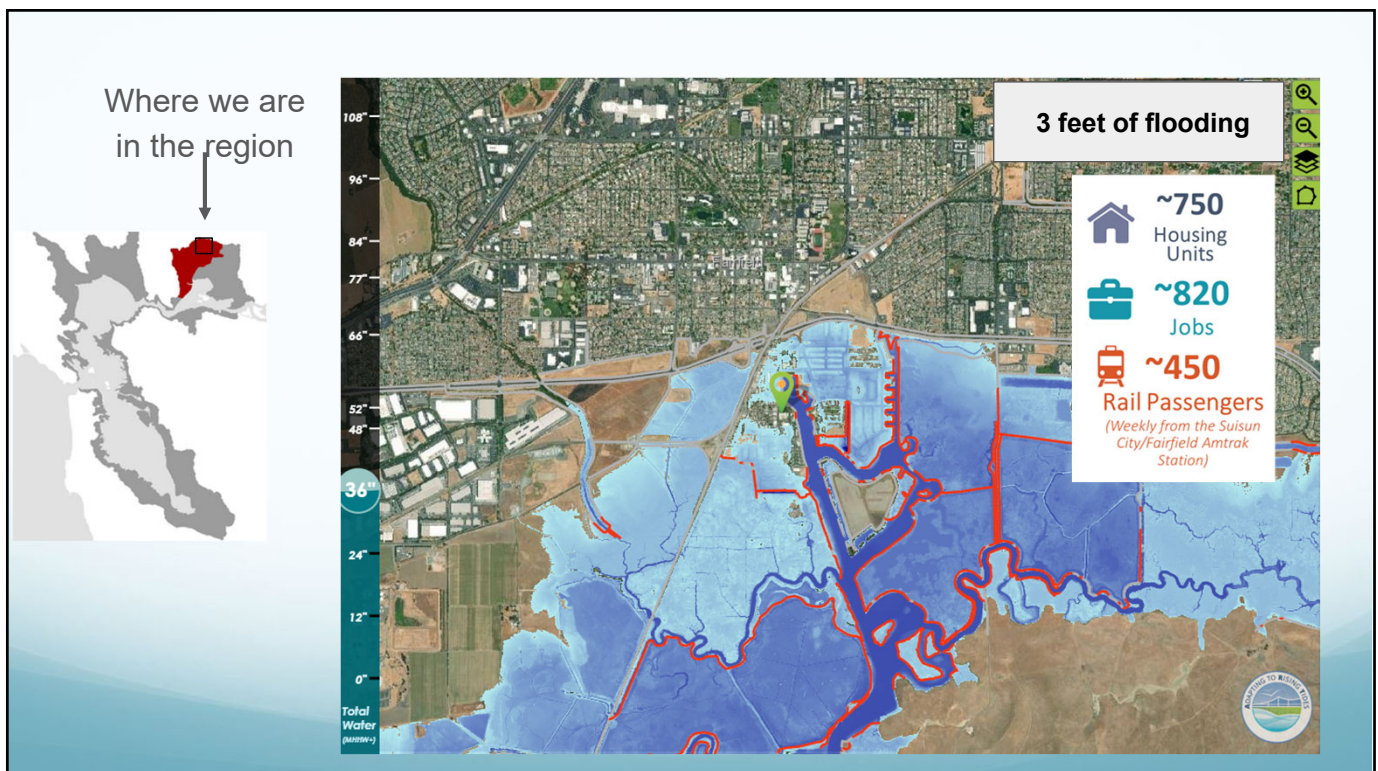 Where we are
in the region
3 feet of flooding
108"
96"
84"
77"
66"
52"
48"
36"
24"
12"
0"
Total
Water
(MHHW+)
Fairfield
~750
Housing
Units
~820
Jobs
~450
Rail Passengers
(Weekly from the Suisun
City/Fairfield Amtrak
Station)
ADAPTING TO RISING TIDES